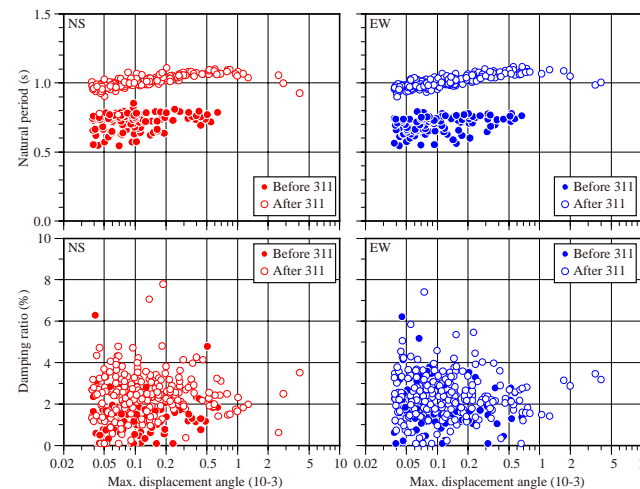 NS
EW
1.5
1.0
0.5
0.0
Natural period (s)
Before 311
After 311
Before 311
After 311
NS
EW
10
8
6
4
2
0
Damping ratio (%)
Before 311
After 311
Before 311
After 311
0.02 0.05 0.1 0.2 0.5 1 2 5 10
0.02 0.05 0.1 0.2 0.5 1 2 5
Max. displacement angle (10-3)
Max. displacement angle (10-3)